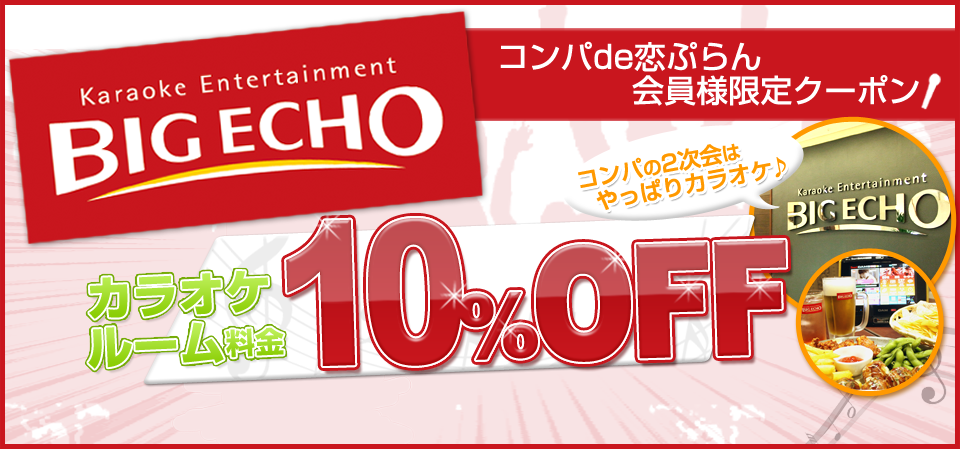 Karaoke Entertainment
BIG ECHO
コンパde恋ぷらん
会員様限定クーポン
コンパの2次会は
やっぱりカラオケ♪
Karaoke Entertainment
BIG ECHO
カラオケ
ルーム料金
10%OFF